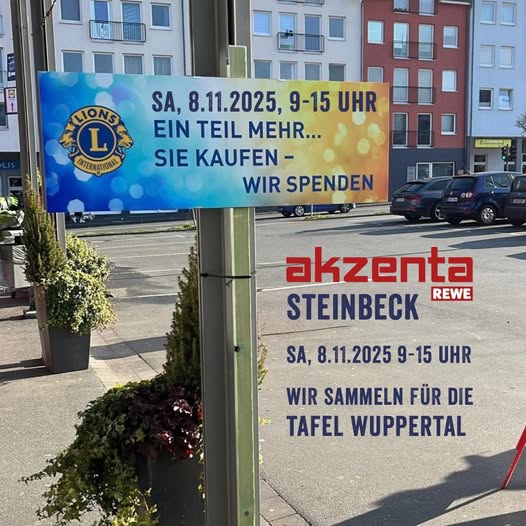 LIONS
L
INTERNATIONAL
SA, 8.11.2025, 9-15 UHR
EIN TEIL MEHR...
SIE KAUFEN –
WIR SPENDEN
akzenta
REWE
STEINBECK
SA, 8.11.2025 9-15 UHR
WIR SAMMELN FÜR DIE
TAFEL WUPPERTAL